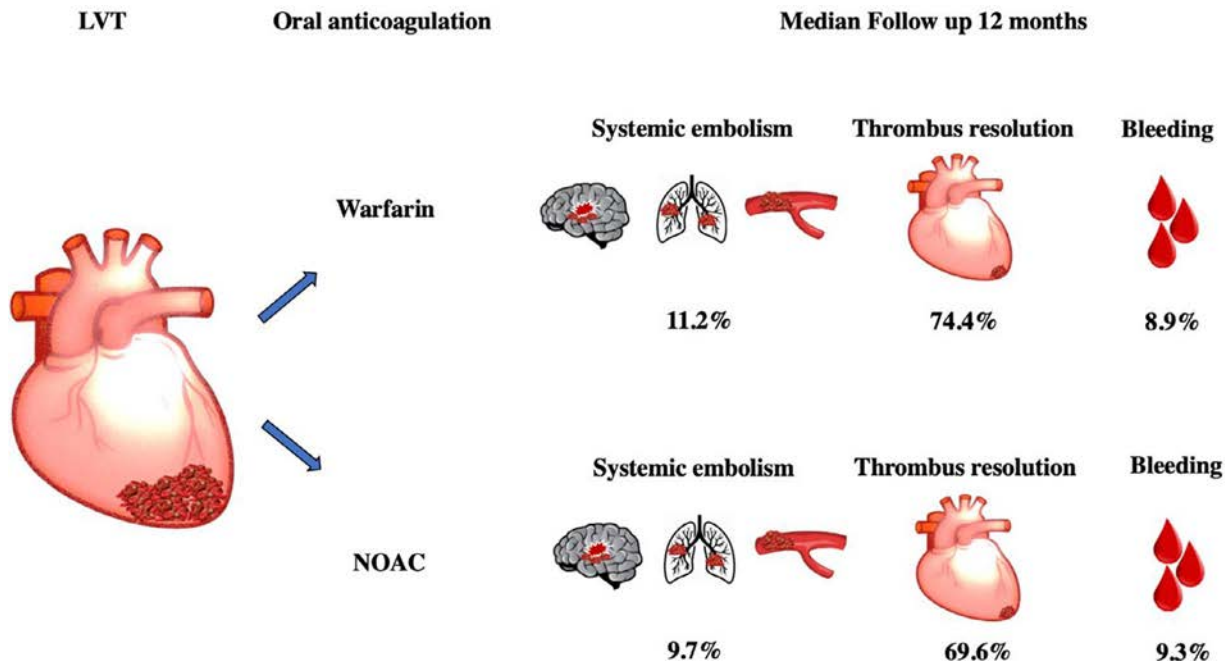 LVT Oral anticoagulation Median Follow up 12 months
Systemic embolism Thrombus resolution Bleeding
Warfarin
11.2% 74.4% 8.9%
Systemic embolism Thrombus resolution Bleeding
NOAC
9.7% 69.6% 9.3%